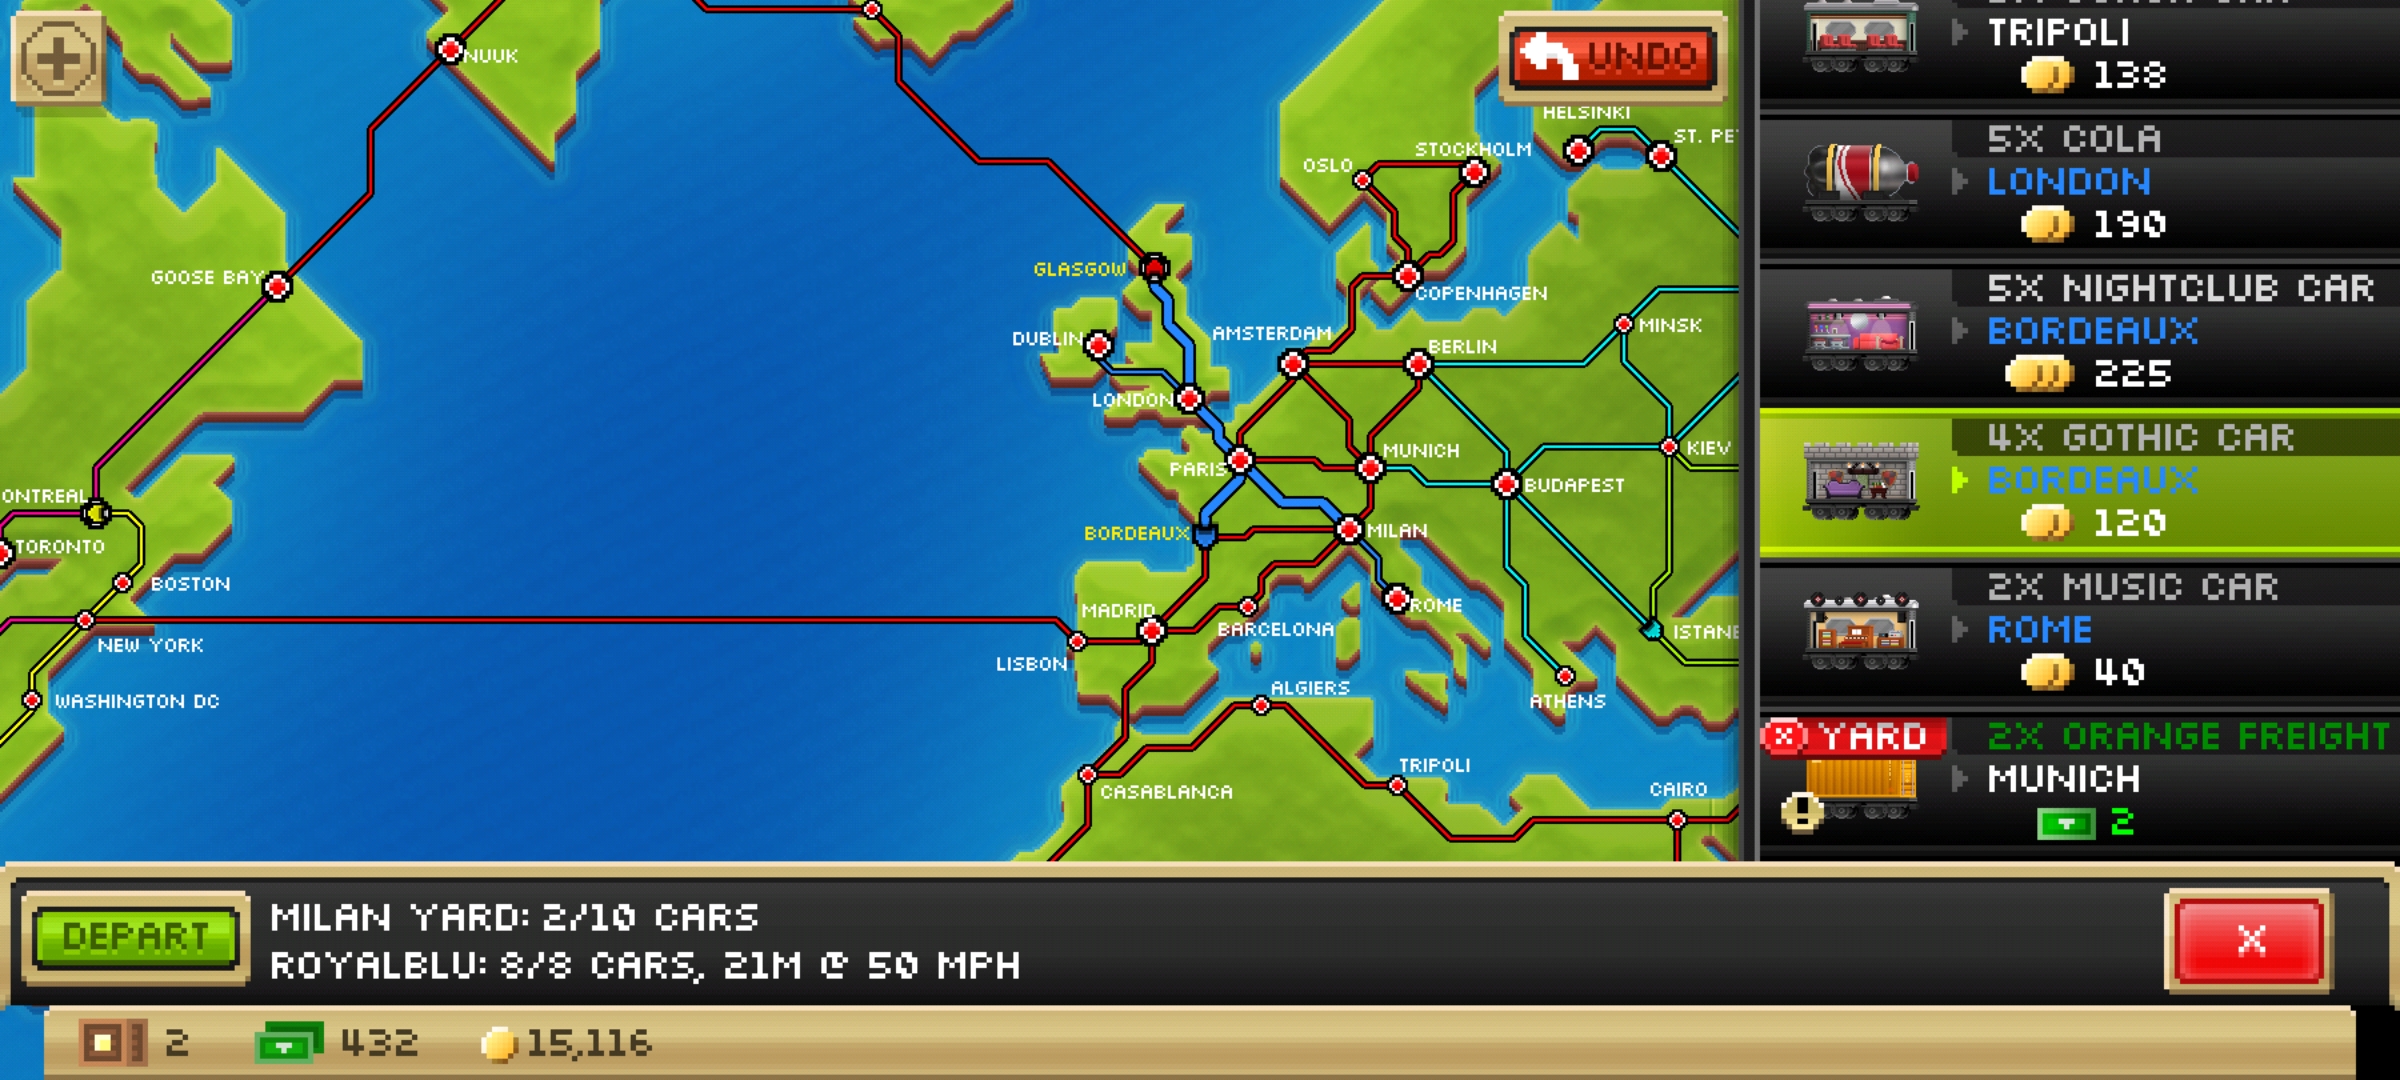 NUUK
UNDO
HELSINKI
ST. PE
STOCKHOLM
OSLO
GLASGOW
GOOSE BAY
COPENHAGEN
DUBLIN
AMSTERDAM
BERLIN
MINSK
LONDON
PARIS
MUNICH
KIEV
BUDAPEST
ONTREAL
BORDEAUX
MILAN
TORONTO
BOSTON
MADRID
ROME
BARCELONA
ISTANB
NEW YORK
LISBON
WASHINGTON DC
ALGIERS
ATHENS
TRIPOLI
CASABLANCA
CAIRO
TRIPOLI
138
5X COLA
LONDON
190
5X NIGHTCLUB CAR
BORDEAUX
225
4X GOTHIC CAR
BORDEAUX
120
2X MUSIC CAR
ROME
40
X YARD
2X ORANGE FREIGHT
MUNICH
2
DEPART
MILAN YARD: 2/10 CARS
ROYALBLU: 8/8 CARS, 21M @ 50 MPH
X
2
432
15,116